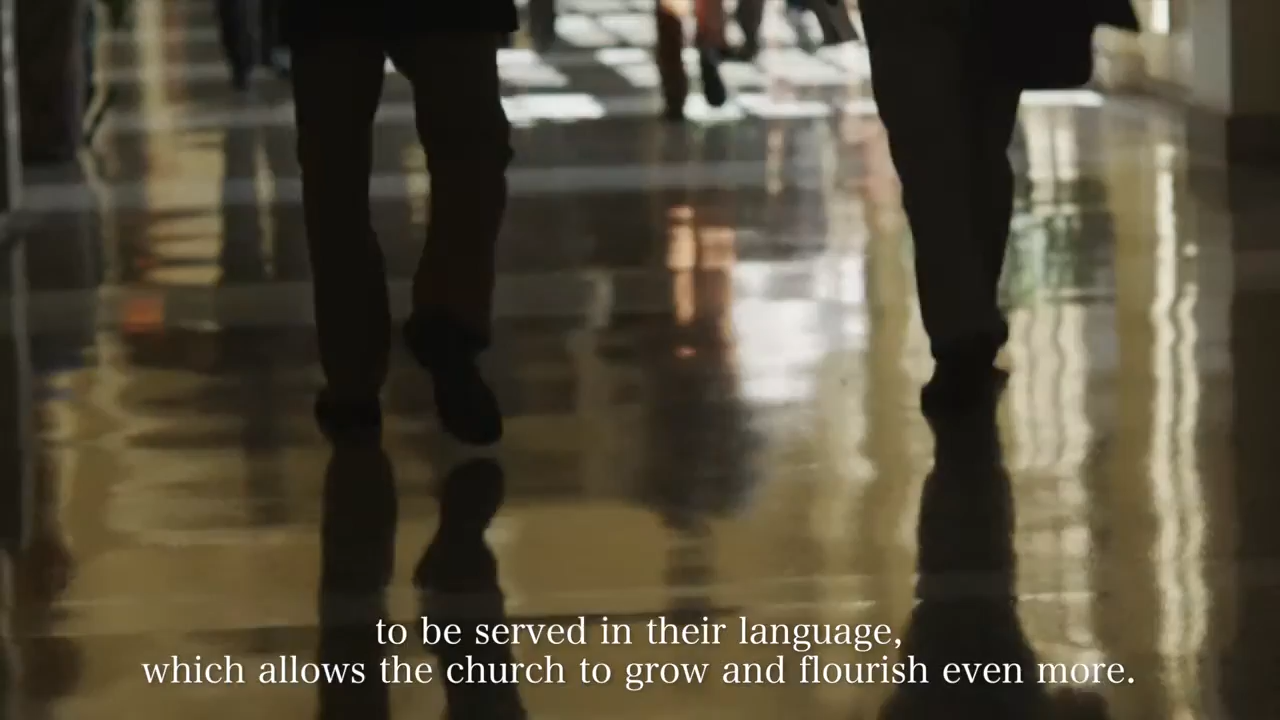 to be served in their language,
which allows the church to grow and flourish even more.